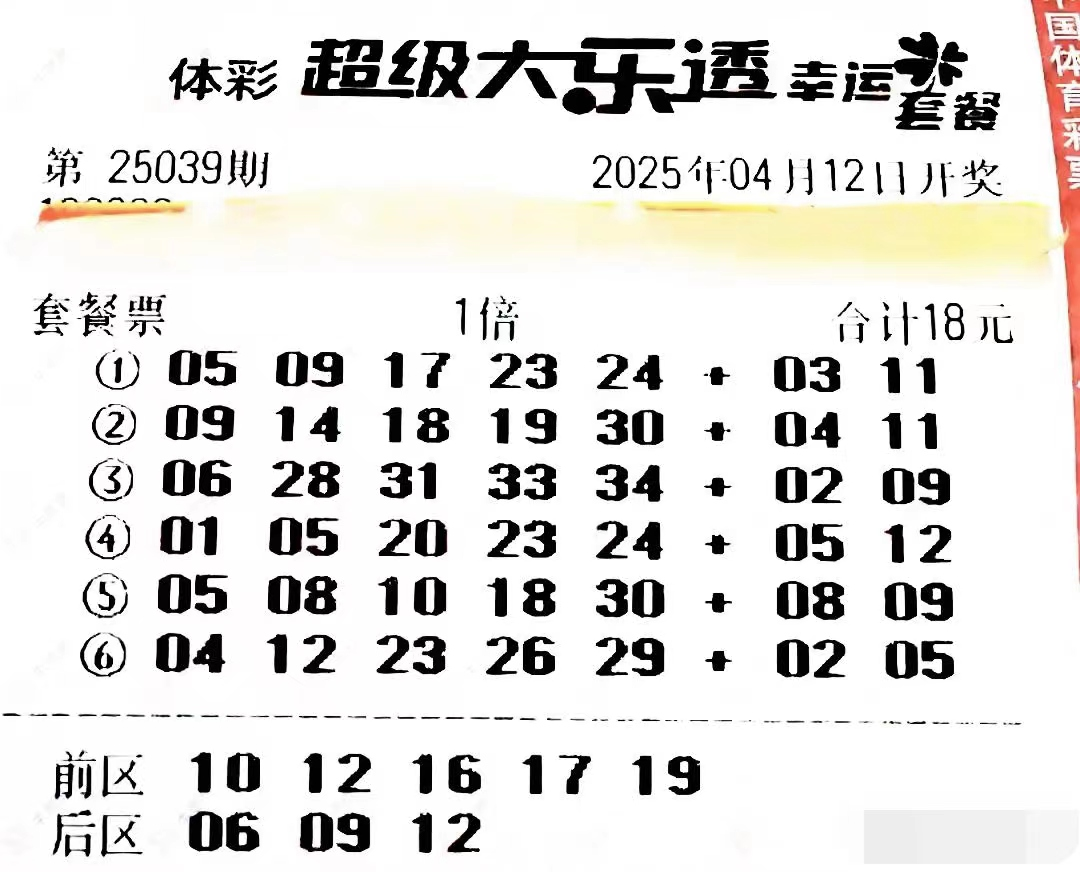 体彩 超级大乐透 幸运套餐
第 25039期 2025年04月12日开奖
套餐票 1倍 合计18元
① 05 09 17 23 24 + 03 11
② 09 14 18 19 30 + 04 11
③ 06 28 31 33 34 + 02 09
④ 01 05 20 23 24 + 05 12
⑤ 05 08 10 18 30 + 08 09
⑥ 04 12 23 26 29 + 02 05
前区 10 12 16 17 19
后区 06 09 12
中国体育彩票